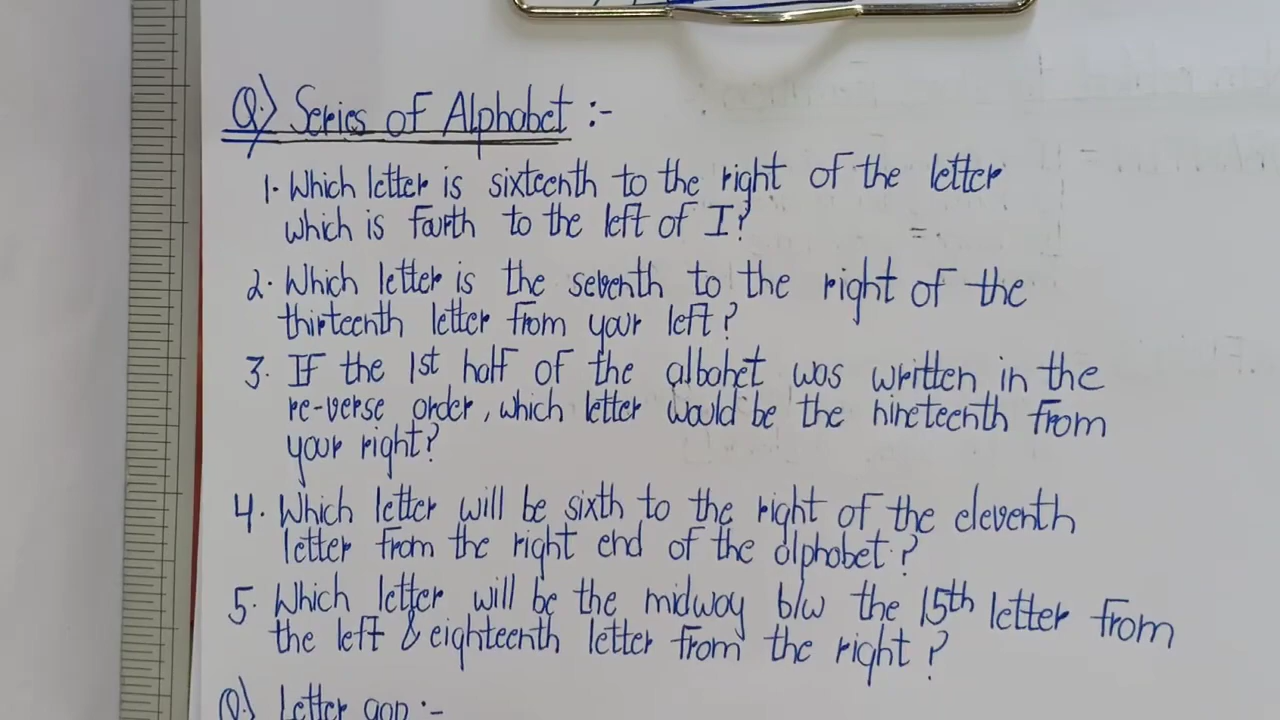 Q.) Series of Alphabet :-
1. Which letter is sixteenth to the right of the letter
which is fourth to the left of I?
2. Which letter is the seventh to the right of the
thirteenth letter from your left?
3. If the 1st half of the albahet was written in the
re-verse order, which letter would be the nineteenth from
your right?
4. Which letter will be sixth to the right of the eleventh
letter from the right end of the alphabet?
5. Which letter will be the midway b/w the 15th letter from
the left & eighteenth letter from the right?
Q.) Letter gap :-